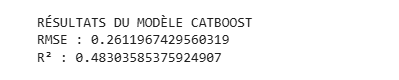 RÉSULTATS DU MODÈLE CATBOOST
RMSE : 0.2611967429560319
R² : 0.48303585375924907